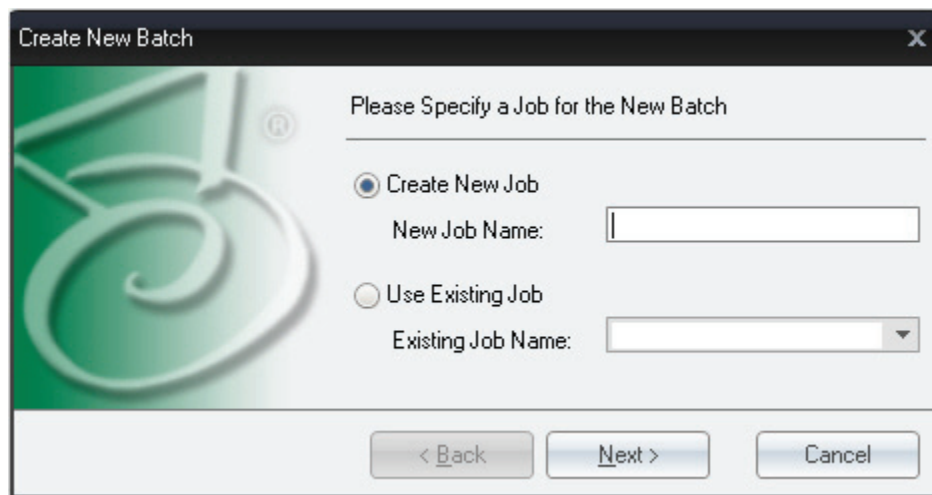 Create New Batch X
®
Please Specify a Job for the New Batch
Create New Job
New Job Name:
Use Existing Job
Existing Job Name:
< Back Next > Cancel